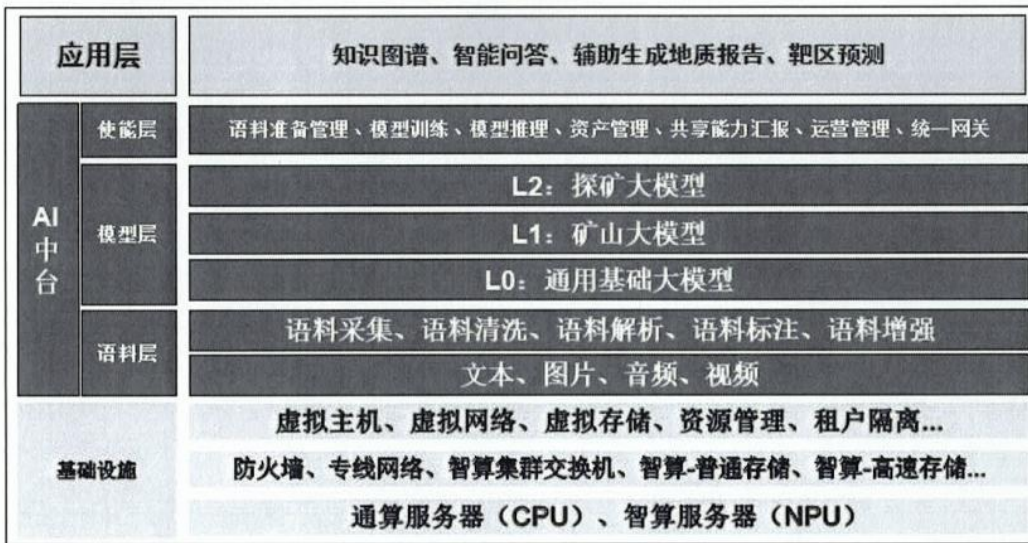 应用层
知识图谱、智能问答、辅助生成地质报告、靶区预测
AI
中
台
使能层
语料准备管理、模型训练、模型推理、资产管理、共享能力汇报、运营管理、统一网关
模型层
L2：探矿大模型
L1：矿山大模型
L0：通用基础大模型
语料层
语料采集、语料清洗、语料解析、语料标注、语料增强
文本、图片、音频、视频
基础设施
虚拟主机、虚拟网络、虚拟存储、资源管理、租户隔离...
防火墙、专线网络、智算集群交换机、智算-普通存储、智算-高速存储...
通算服务器（CPU）、智算服务器（NPU）